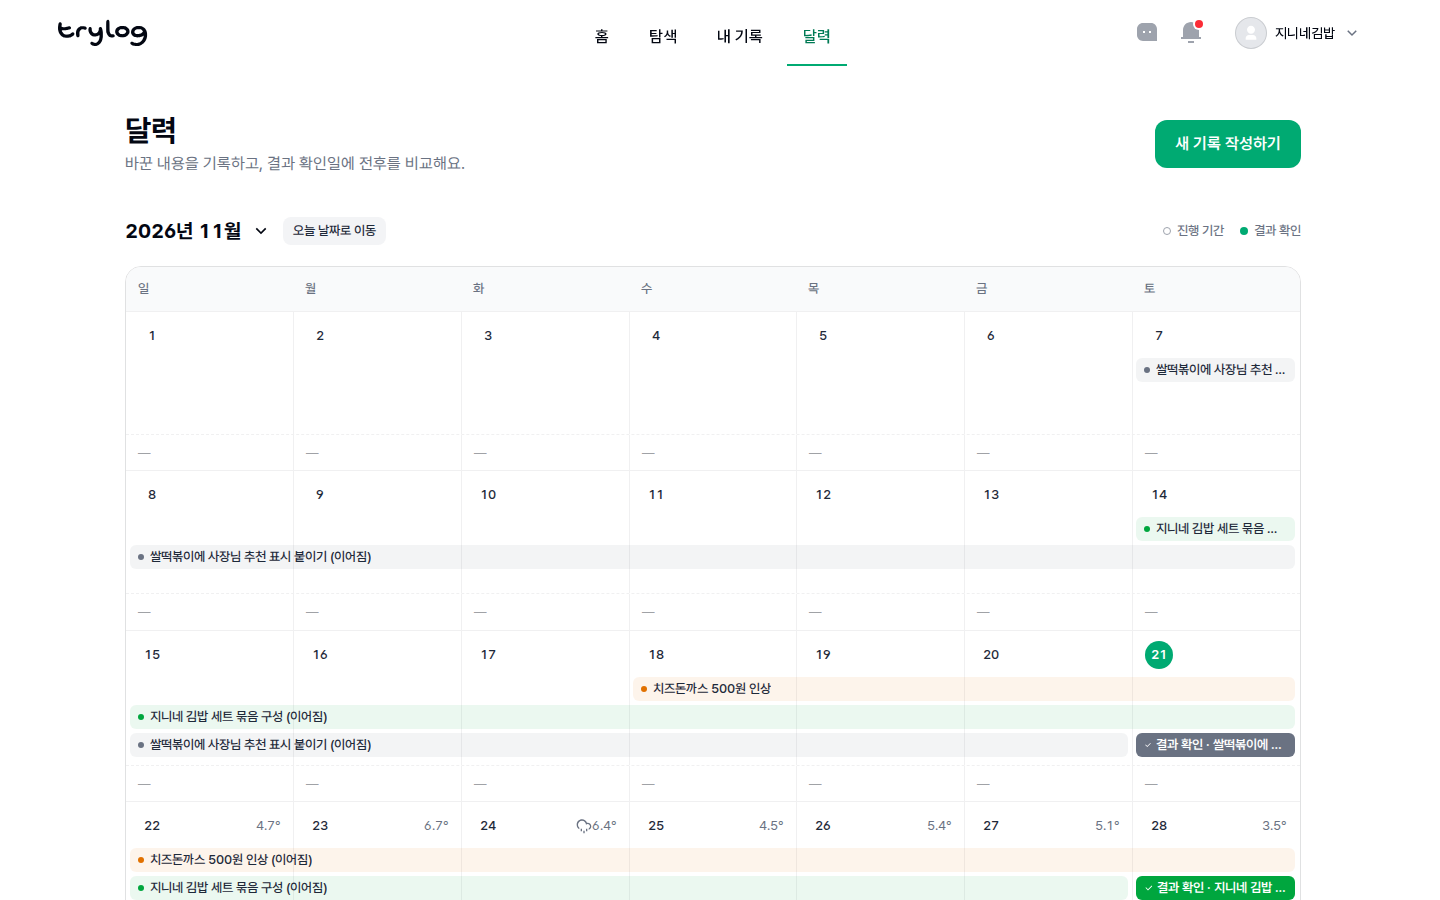 trylog
홈 탐색 내 기록 달력
지니네김밥
달력
바꾼 내용을 기록하고, 결과 확인일에 전후를 비교해요.
새 기록 작성하기
2026년 11월
오늘 날짜로 이동
진행 기간 결과 확인
일 월 화 수 목 금 토
1 2 3 4 5 6 7
쌀떡볶이에 사장님 추천 ...
— — — — — — —
8 9 10 11 12 13 14
지니네 김밥 세트 묶음 ...
쌀떡볶이에 사장님 추천 표시 붙이기 (이어짐)
— — — — — — —
15 16 17 18 19 20 21
치즈돈까스 500원 인상
지니네 김밥 세트 묶음 구성 (이어짐)
쌀떡볶이에 사장님 추천 표시 붙이기 (이어짐)
결과 확인 · 쌀떡볶이에 ...
— — — — — — —
22 4.7° 23 6.7° 24 6.4° 25 4.5° 26 5.4° 27 5.1° 28 3.5°
치즈돈까스 500원 인상 (이어짐)
지니네 김밥 세트 묶음 구성 (이어짐)
결과 확인 · 지니네 김밥 ...